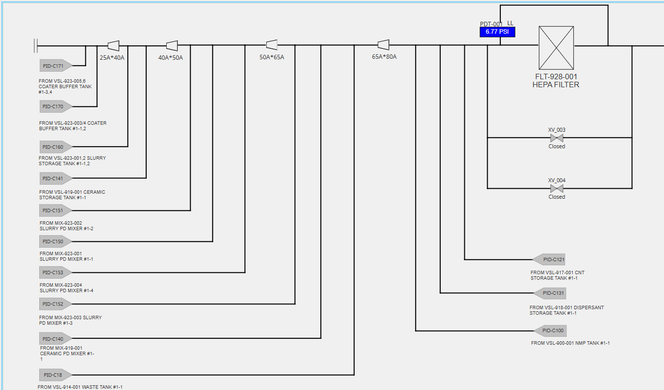 PDT-001 LL
6.77 PSI
25A*40A
40A*50A
50A*65A
65A*80A
FLT-928-001
HEPA FILTER
PID-C171
FROM VSL-923-005,6
COATER BUFFER TANK
#1-3,4
PID-C170
FROM VSL-923-003/4 COATER
BUFFER TANK #1-1,2
PID-C160
FROM VSL-923-001,2 SLURRY
STORAGE TANK #1-1,2
PID-C141
FROM VSL-919-001 CERAMIC
STORAGE TANK #1-1
PID-C151
FROM MIX-923-002
SLURRY PD MIXER #1-2
PID-C150
FROM MIX-923-001
SLURRY PD MIXER #1-1
PID-C153
FROM MIX-923-004
SLURRY PD MIXER #1-4
PID-C152
FROM MIX-923-003 SLURRY
PD MIXER #1-3
PID-C140
FROM MIX-919-001
CERAMIC PD MIXER #1-
1
PID-C18
FROM VSL-914-001 WASTE TANK #1-1
XV_003
Closed
XV_004
Closed
PID-C121
FROM VSL-917-001 CNT
STORAGE TANK #1-1
PID-C131
FROM VSL-918-001 DISPERSANT
STORAGE TANK #1-1
PID-C100
FROM VSL-900-001 NMP TANK #1-1